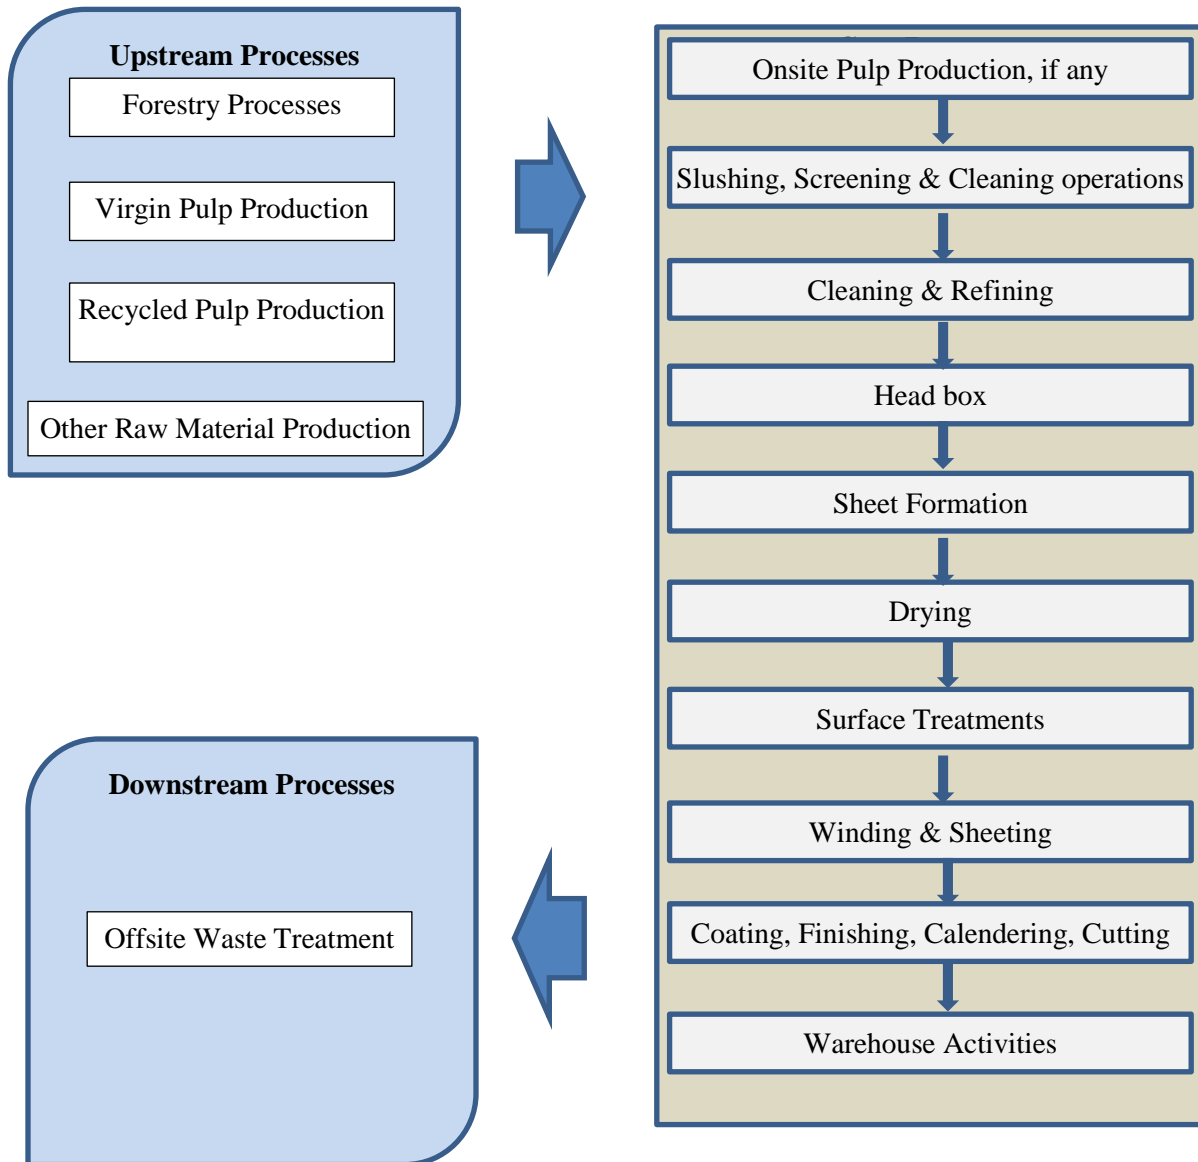 Upstream Processes
Forestry Processes
Virgin Pulp Production
Recycled Pulp Production
Other Raw Material Production
Onsite Pulp Production, if any
Slushing, Screening & Cleaning operations
Cleaning & Refining
Head box
Sheet Formation
Drying
Surface Treatments
Winding & Sheeting
Coating, Finishing, Calendering, Cutting
Warehouse Activities
Downstream Processes
Offsite Waste Treatment